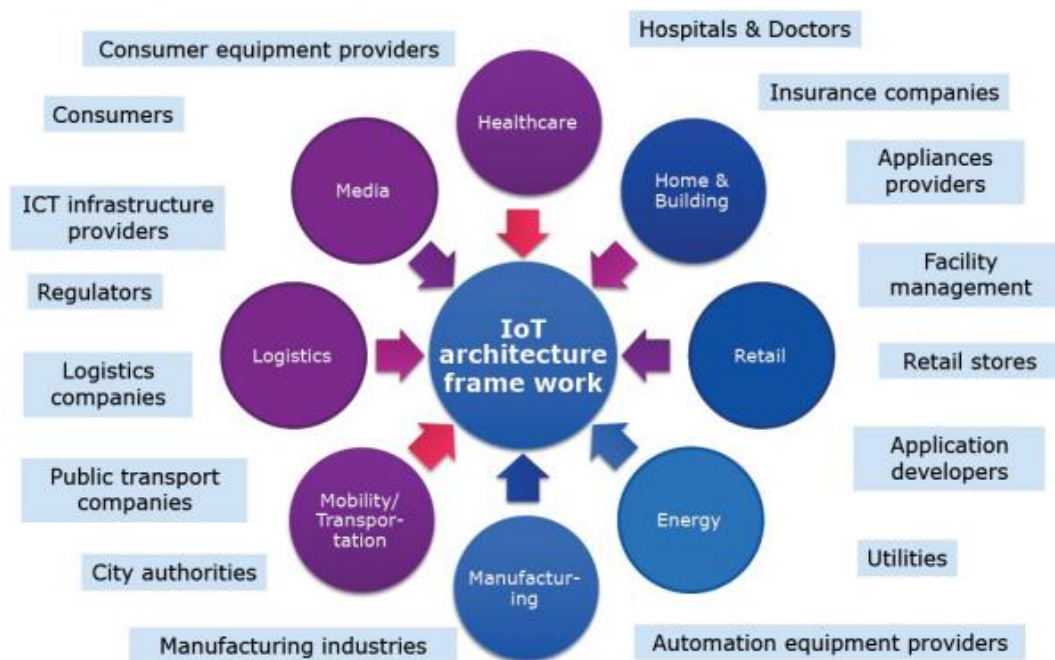 Hospitals & Doctors
Consumer equipment providers
Insurance companies
Consumers
Healthcare
Appliances
providers
Media
Home &
Building
ICT infrastructure
providers
Facility
management
Regulators
IoT
architecture
frame work
Logistics
Retail
Retail stores
Logistics
companies
Application
developers
Public transport
companies
Mobility/
Transpor-
tation
Energy
Utilities
City authorities
Manufactur-
ing
Manufacturing industries
Automation equipment providers